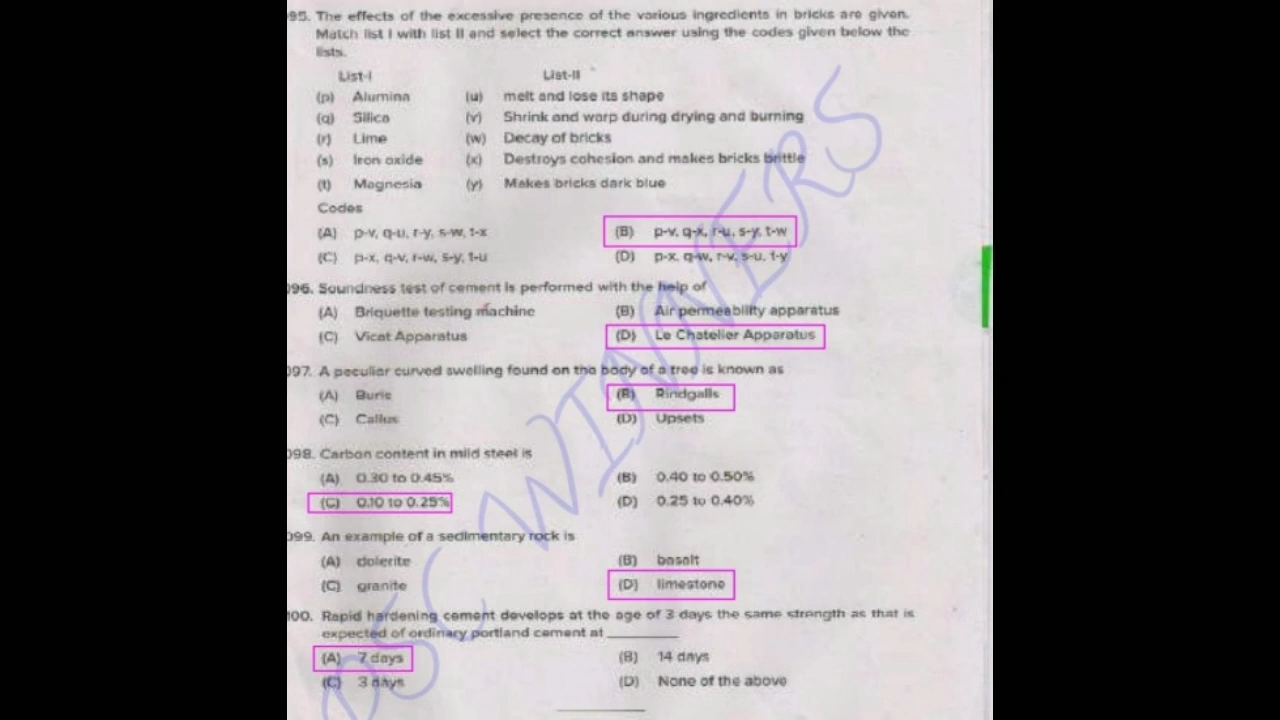 95. The effects of the excessive presence of the various ingredients in bricks are given.
Match list I with list II and select the correct answer using the codes given below the
lists.
List-I List-II
(p) Alumina (u) melt and lose its shape
(q) Silica (v) Shrink and warp during drying and burning
(r) Lime (w) Decay of bricks
(s) Iron oxide (x) Destroys cohesion and makes bricks brittle
(t) Magnesia (y) Makes bricks dark blue
Codes
(A) p-v, q-u, r-y, s-w, t-x (B) p-v, q-x, r-u, s-y, t-w
(C) p-x, q-v, r-w, s-y, t-u (D) p-x, q-w, r-v, s-u, t-y
096. Soundness test of cement is performed with the help of
(A) Briquette testing machine (B) Air permeability apparatus
(C) Vicat Apparatus (D) Le Chatelier Apparatus
097. A peculiar curved swelling found on the body of a tree is known as
(A) Buris (B) Rindgalls
(C) Callus (D) Upsets
098. Carbon content in mild steel is
(A) 0.30 to 0.45% (B) 0.40 to 0.50%
(C) 0.10 to 0.25% (D) 0.25 to 0.40%
099. An example of a sedimentary rock is
(A) dolerite (B) basalt
(C) granite (D) limestone
100. Rapid hardening cement develops at the age of 3 days the same strength as that is
expected of ordinary portland cement at ________
(A) 7 days (B) 14 days
(C) 3 days (D) None of the above
PSC WINNERS